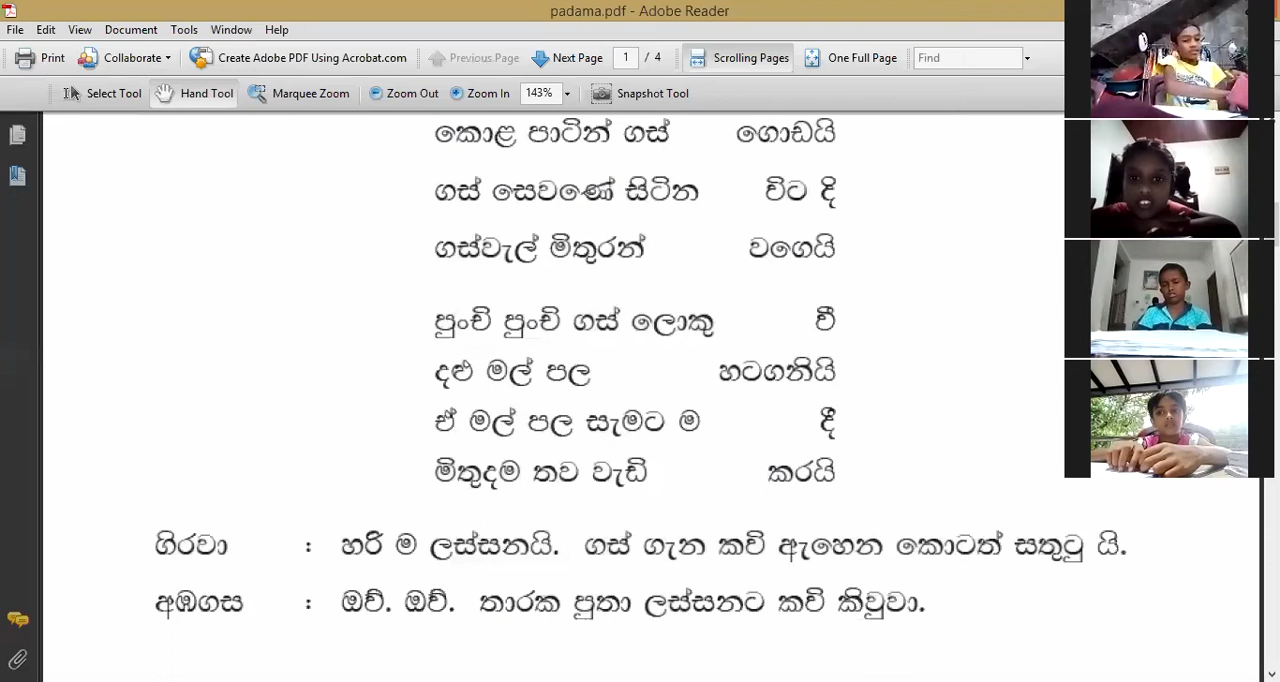 padama.pdf - Adobe Reader
File Edit View Document Tools Window Help
Print Collaborate Create Adobe PDF Using Acrobat.com Previous Page Next Page 1 / 4 Scrolling Pages One Full Page Find
Select Tool Hand Tool Marquee Zoom Zoom Out Zoom In 143% Snapshot Tool
කොළ පාටින් ගස් ගොඩයි
ගස් සෙවණේ සිටින විට දි
ගස්වැල් මිතුරන් වගෙයි
පුංචි පුංචි ගස් ලොකු වී
දළු මල් පල හටගනියි
ඒ මල් පල සැමට ම දී
මිතුදම තව වැඩි කරයි
ගිරවා : හරි ම ලස්සනයි. ගස් ගැන කවි ඇහෙන කොටත් සතුටු යි.
අඹගස : ඔව්. ඔව්. තාරක පුතා ලස්සනට කවි කිවුවා.